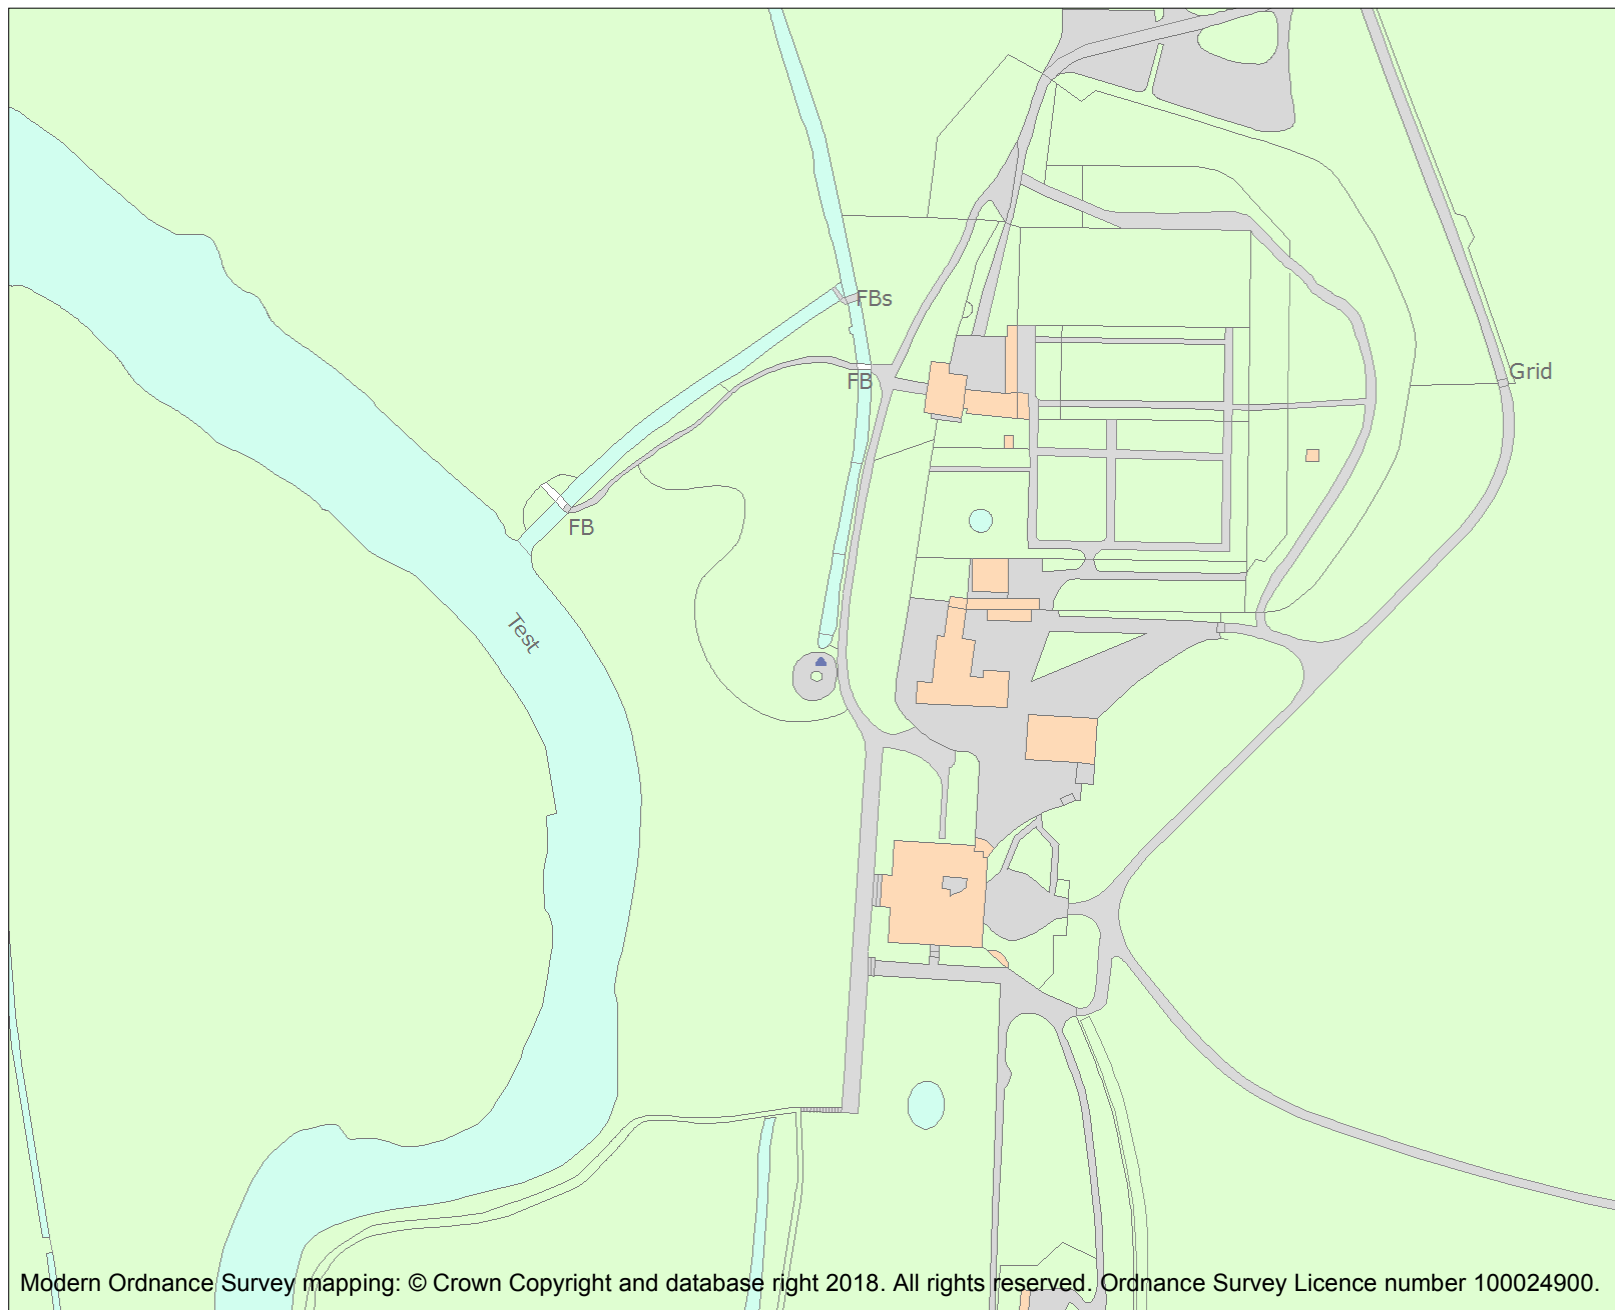 FBs
Grid
FB
FB
Test
Modern Ordnance Survey mapping: © Crown Copyright and database right 2018. All rights reserved. Ordnance Survey Licence number 100024900.